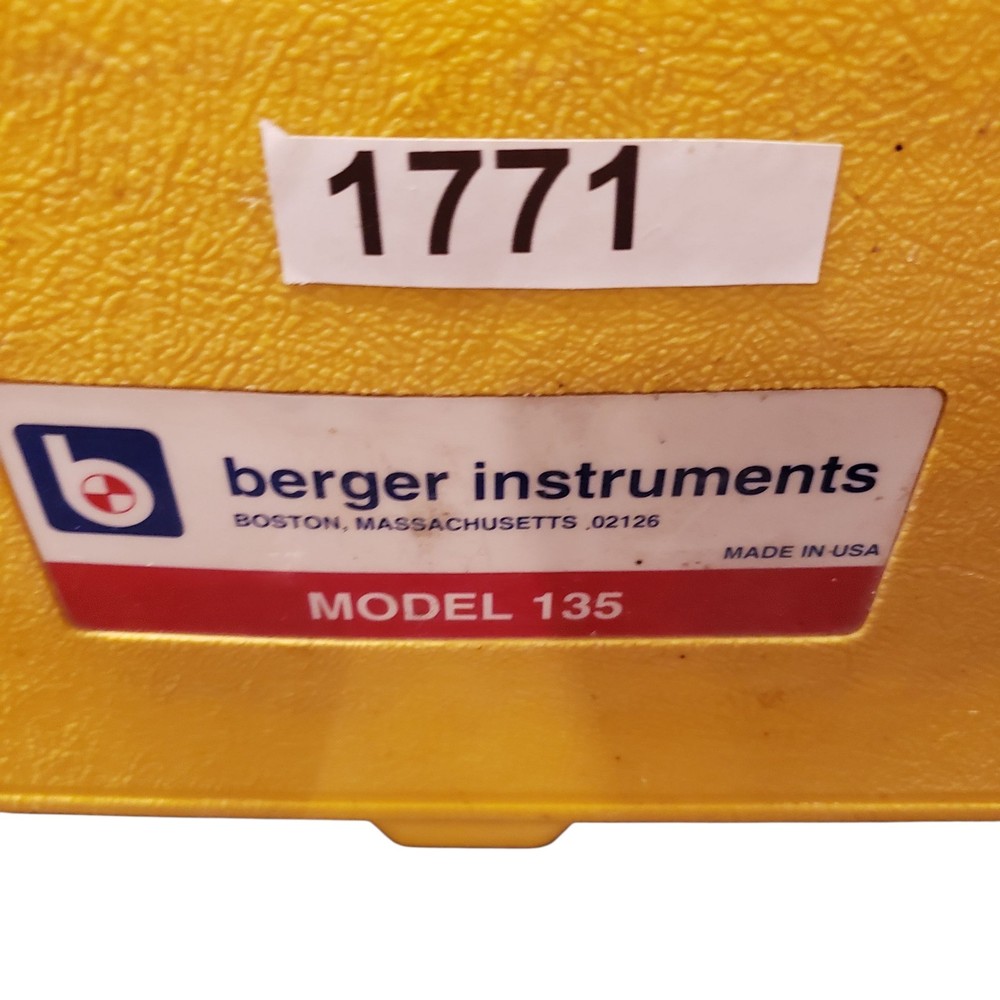 1771
b
berger instruments
BOSTON, MASSACHUSETTS .02126
MADE IN USA
MODEL 135